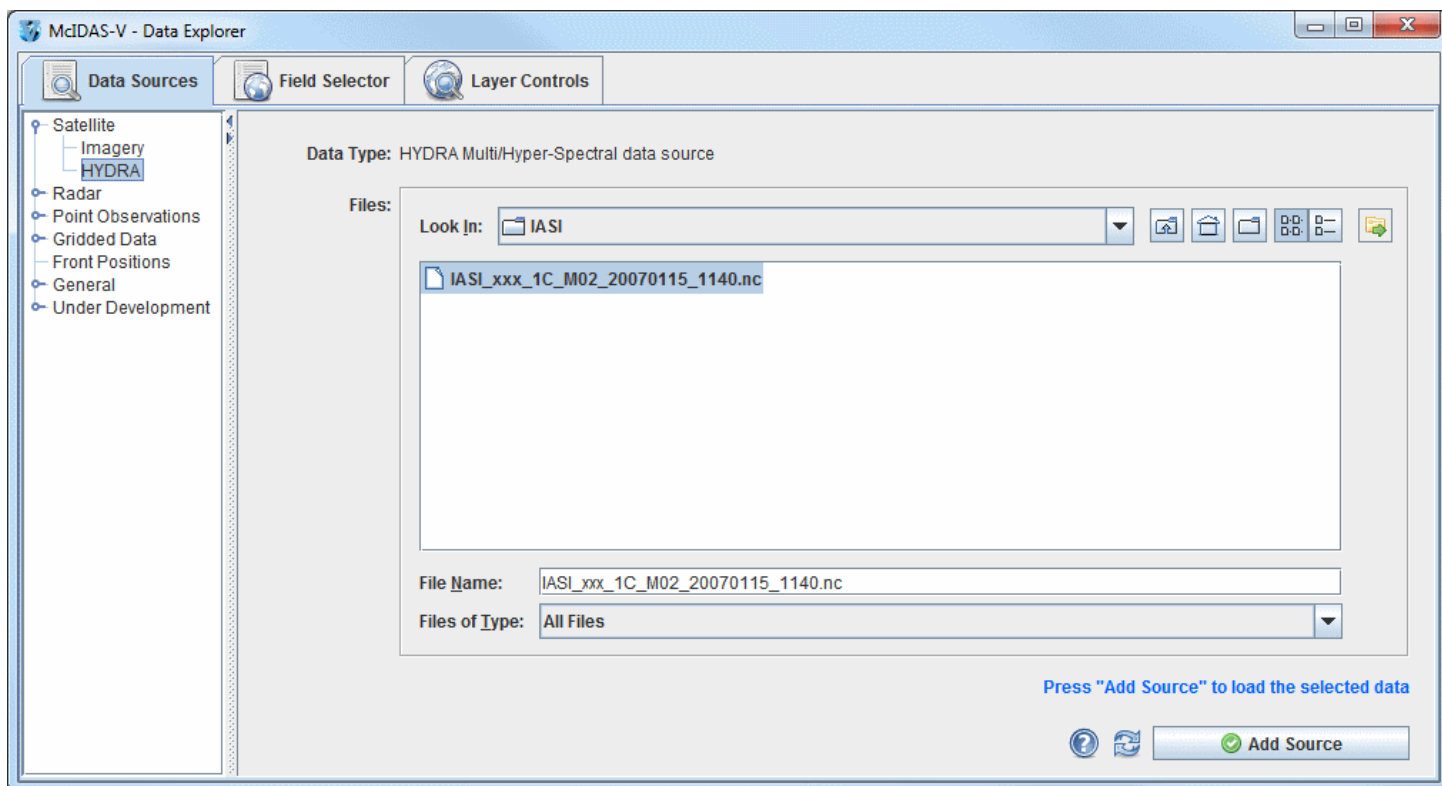 McIDAS-V - Data Explorer
Data Sources
Field Selector
Layer Controls
Satellite
Imagery
HYDRA
Radar
Point Observations
Gridded Data
Front Positions
General
Under Development
Data Type: HYDRA Multi/Hyper-Spectral data source
Files:
Look In: IASI
IASI_xxx_1C_M02_20070115_1140.nc
File Name: IASI_xxx_1C_M02_20070115_1140.nc
Files of Type: All Files
Press "Add Source" to load the selected data
Add Source